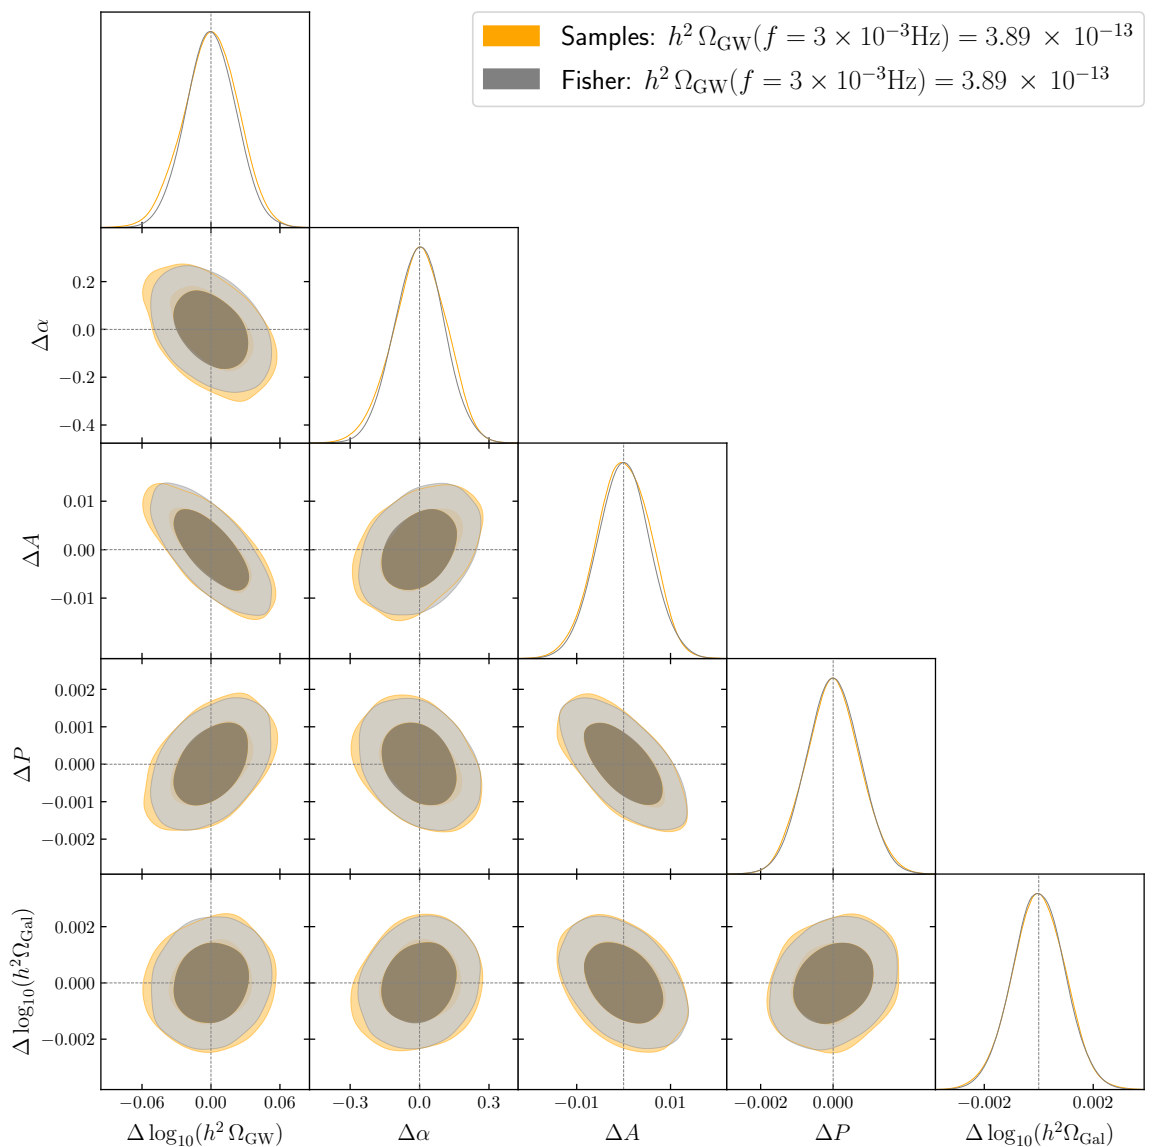 Samples: h² Ω_GW(f = 3 × 10⁻³Hz) = 3.89 × 10⁻¹³
Fisher: h² Ω_GW(f = 3 × 10⁻³Hz) = 3.89 × 10⁻¹³
0.2
0.0
−0.2
−0.4
Δα
0.01
0.00
−0.01
ΔA
0.002
0.001
0.000
−0.001
−0.002
ΔP
0.002
0.000
−0.002
Δ log₁₀(h²Ω_Gal)
−0.06 0.00 0.06 −0.3 0.0 0.3 −0.01 0.01 −0.002 0.000 −0.002 0.002
Δ log₁₀(h² Ω_GW) Δα ΔA ΔP Δ log₁₀(h²Ω_Gal)